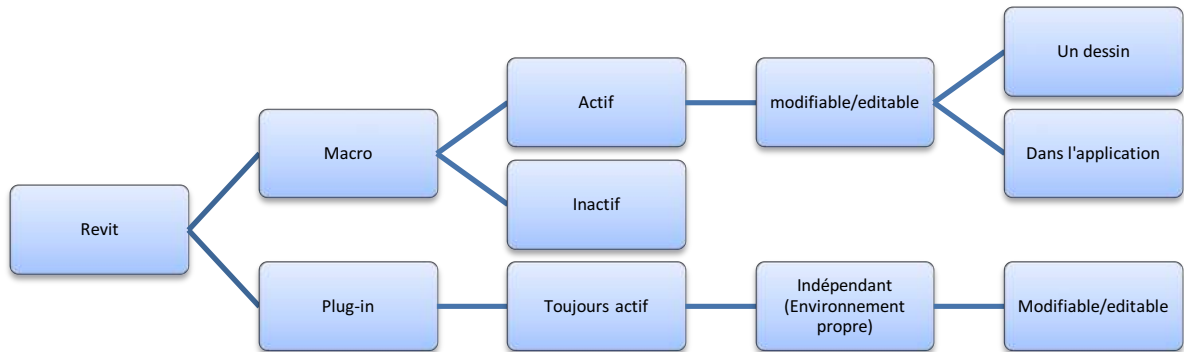 Revit
Macro
Actif
modifiable/editable
Un dessin
Dans l'application
Inactif
Plug-in
Toujours actif
Indépendant
(Environnement
propre)
Modifiable/editable